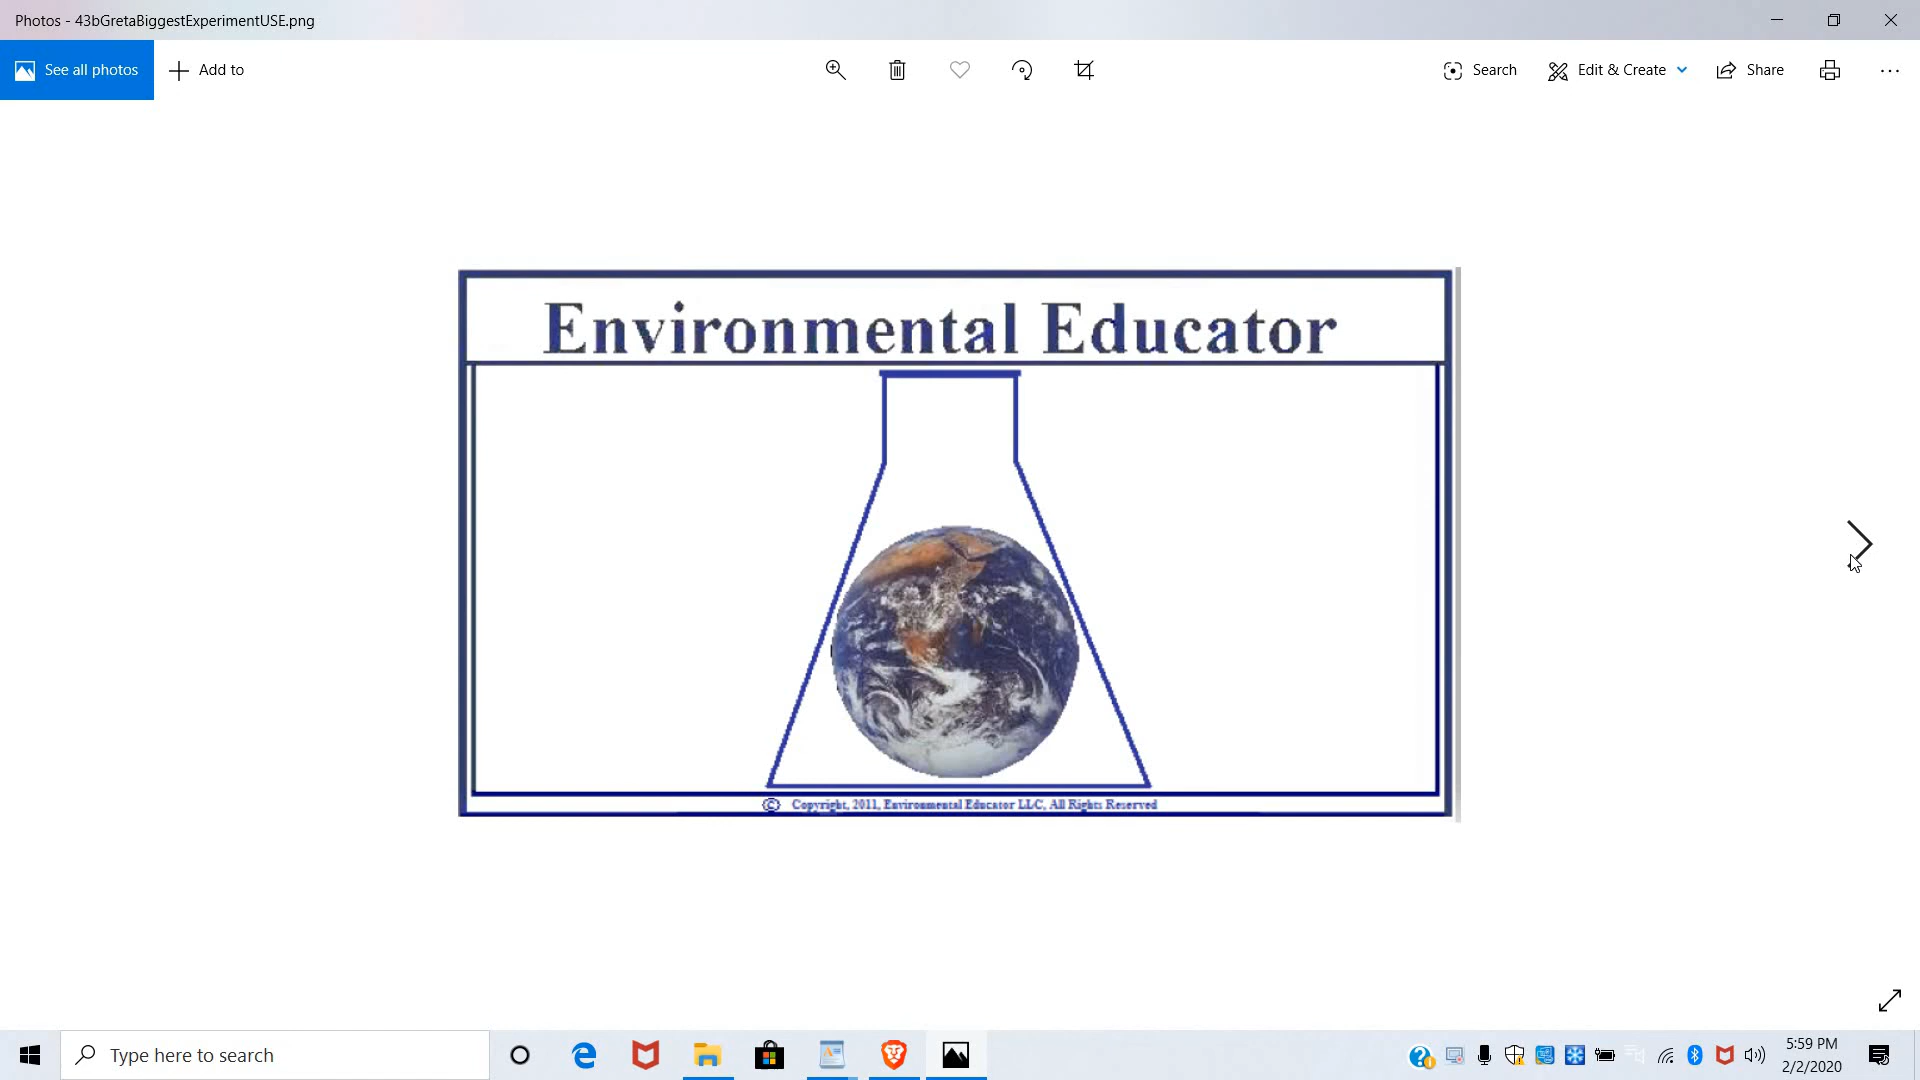 Photos - 43bGretaBiggestExperimentUSE.png
See all photos
Add to
Search
Edit & Create
Share
Environmental Educator
© Copyright, 2011, Environmental Educator LLC, All Rights Reserved
Type here to search
5:59 PM
2/2/2020